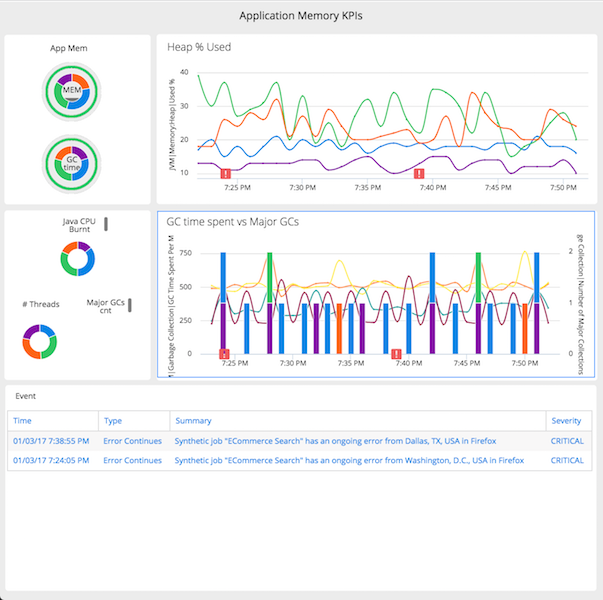 Application Memory KPIs
App Mem
MEM
GC
time
Heap % Used
JVM|Memory:Heap|Used %
40
30
20
10
7:25 PM 7:30 PM 7:35 PM 7:40 PM 7:45 PM 7:50 PM
Java CPU
Burnt
# Threads
Major GCs
cnt
GC time spent vs Major GCs
M|Garbage Collection|GC Time Spent Per M
750
500
250
0
2
1
0
ge Collection|Number of Major Collections
7:25 PM 7:30 PM 7:35 PM 7:40 PM 7:45 PM 7:50 PM
Event
Time Type Summary Severity
01/03/17 7:38:55 PM Error Continues Synthetic job "ECommerce Search" has an ongoing error from Dallas, TX, USA in Firefox CRITICAL
01/03/17 7:24:05 PM Error Continues Synthetic job "ECommerce Search" has an ongoing error from Washington, D.C., USA in Firefox CRITICAL